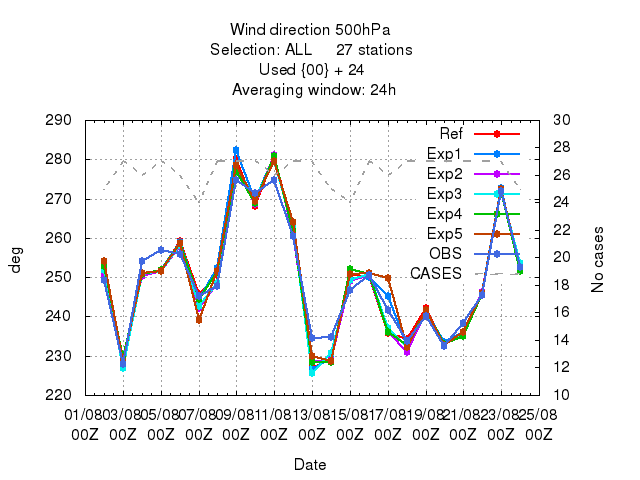 Wind direction 500hPa
Selection: ALL 27 stations
Used {00} + 24
Averaging window: 24h
290
280
270
260
250
240
230
220
deg
30
28
26
24
22
20
18
16
14
12
10
No cases
Ref
Exp1
Exp2
Exp3
Exp4
Exp5
OBS
CASES
01/08 03/08 05/08 07/08 09/08 11/08 13/08 15/08 17/08 19/08 21/08 23/08 25/08
00Z 00Z 00Z 00Z 00Z 00Z 00Z 00Z 00Z 00Z 00Z 00Z 00Z
Date